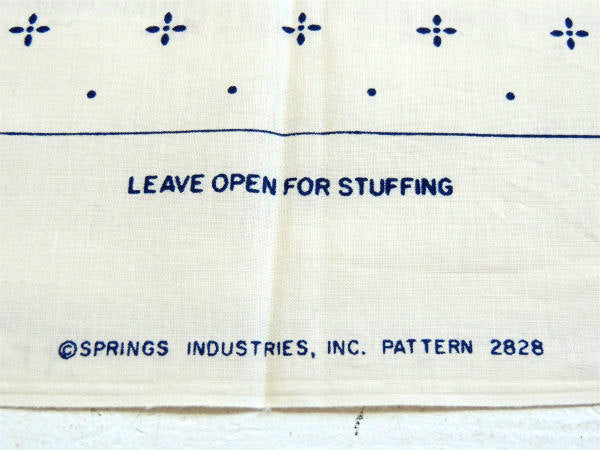 LEAVE OPEN FOR STUFFING
©SPRINGS INDUSTRIES, INC. PATTERN 2828